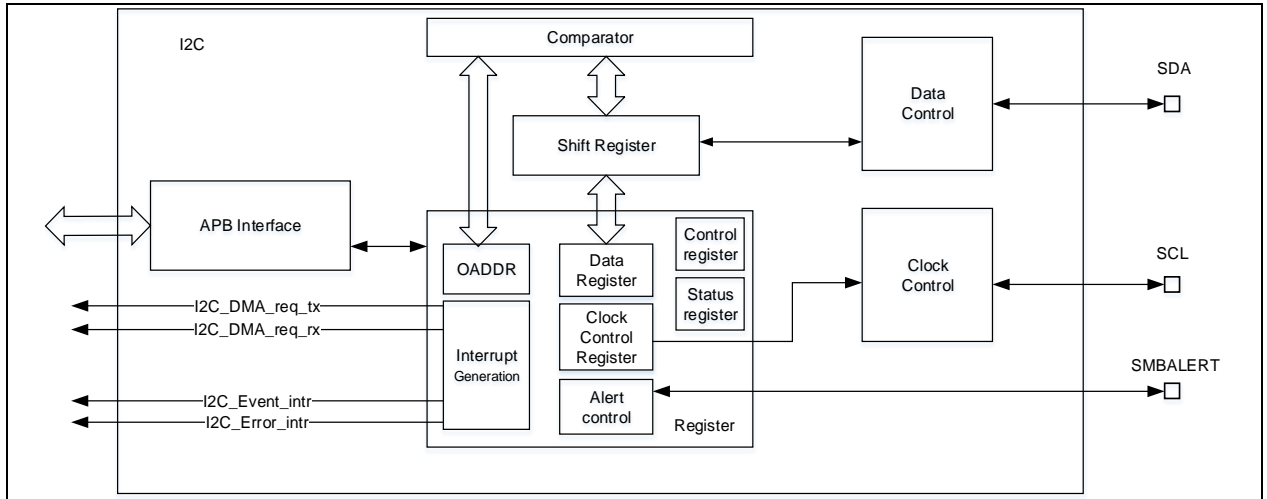 I2C
Comparator
SDA
Data
Control
Shift Register
APB Interface
Control
register
SCL
OADDR
Data
Register
Clock
Control
Status
register
I2C_DMA_req_tx
I2C_DMA_req_rx
Clock
Control
Register
Interrupt
Generation
SMBALERT
Alert
control
I2C_Event_intr
I2C_Error_intr
Register